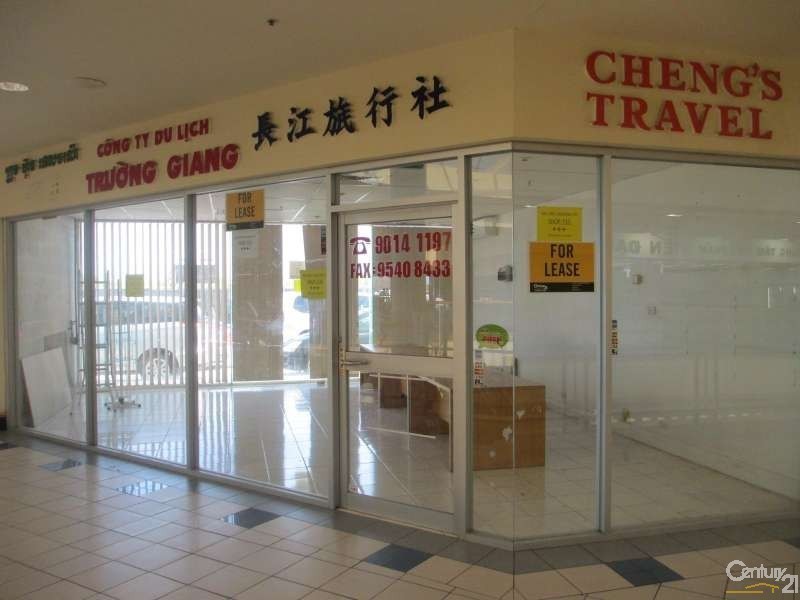 CÔNG TY DU LỊCH
TRƯỜNG GIANG
長江旅行社
CHENG'S
TRAVEL
FOR
LEASE
☎ 9014 1197
FAX: 9540 8433
FOR
LEASE
Century 21